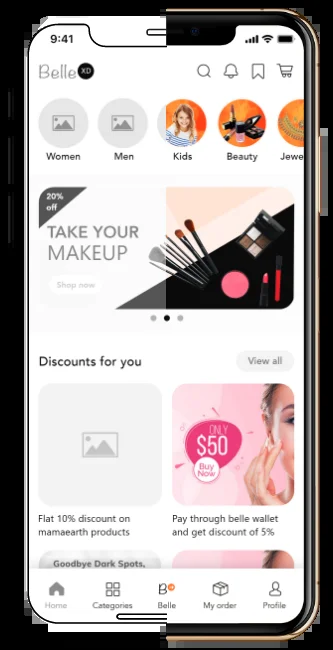 9:41
Belle XD
Women Men Kids Beauty Jewe
20%
off
TAKE YOUR
MAKEUP
Shop now
Discounts for you
View all
ONLY
$50
Buy
Now
Flat 10% discount on
mamaearth products
Pay through belle wallet
and get discount of 5%
Goodbye Dark Spots,
Home Categories Belle My order Profile